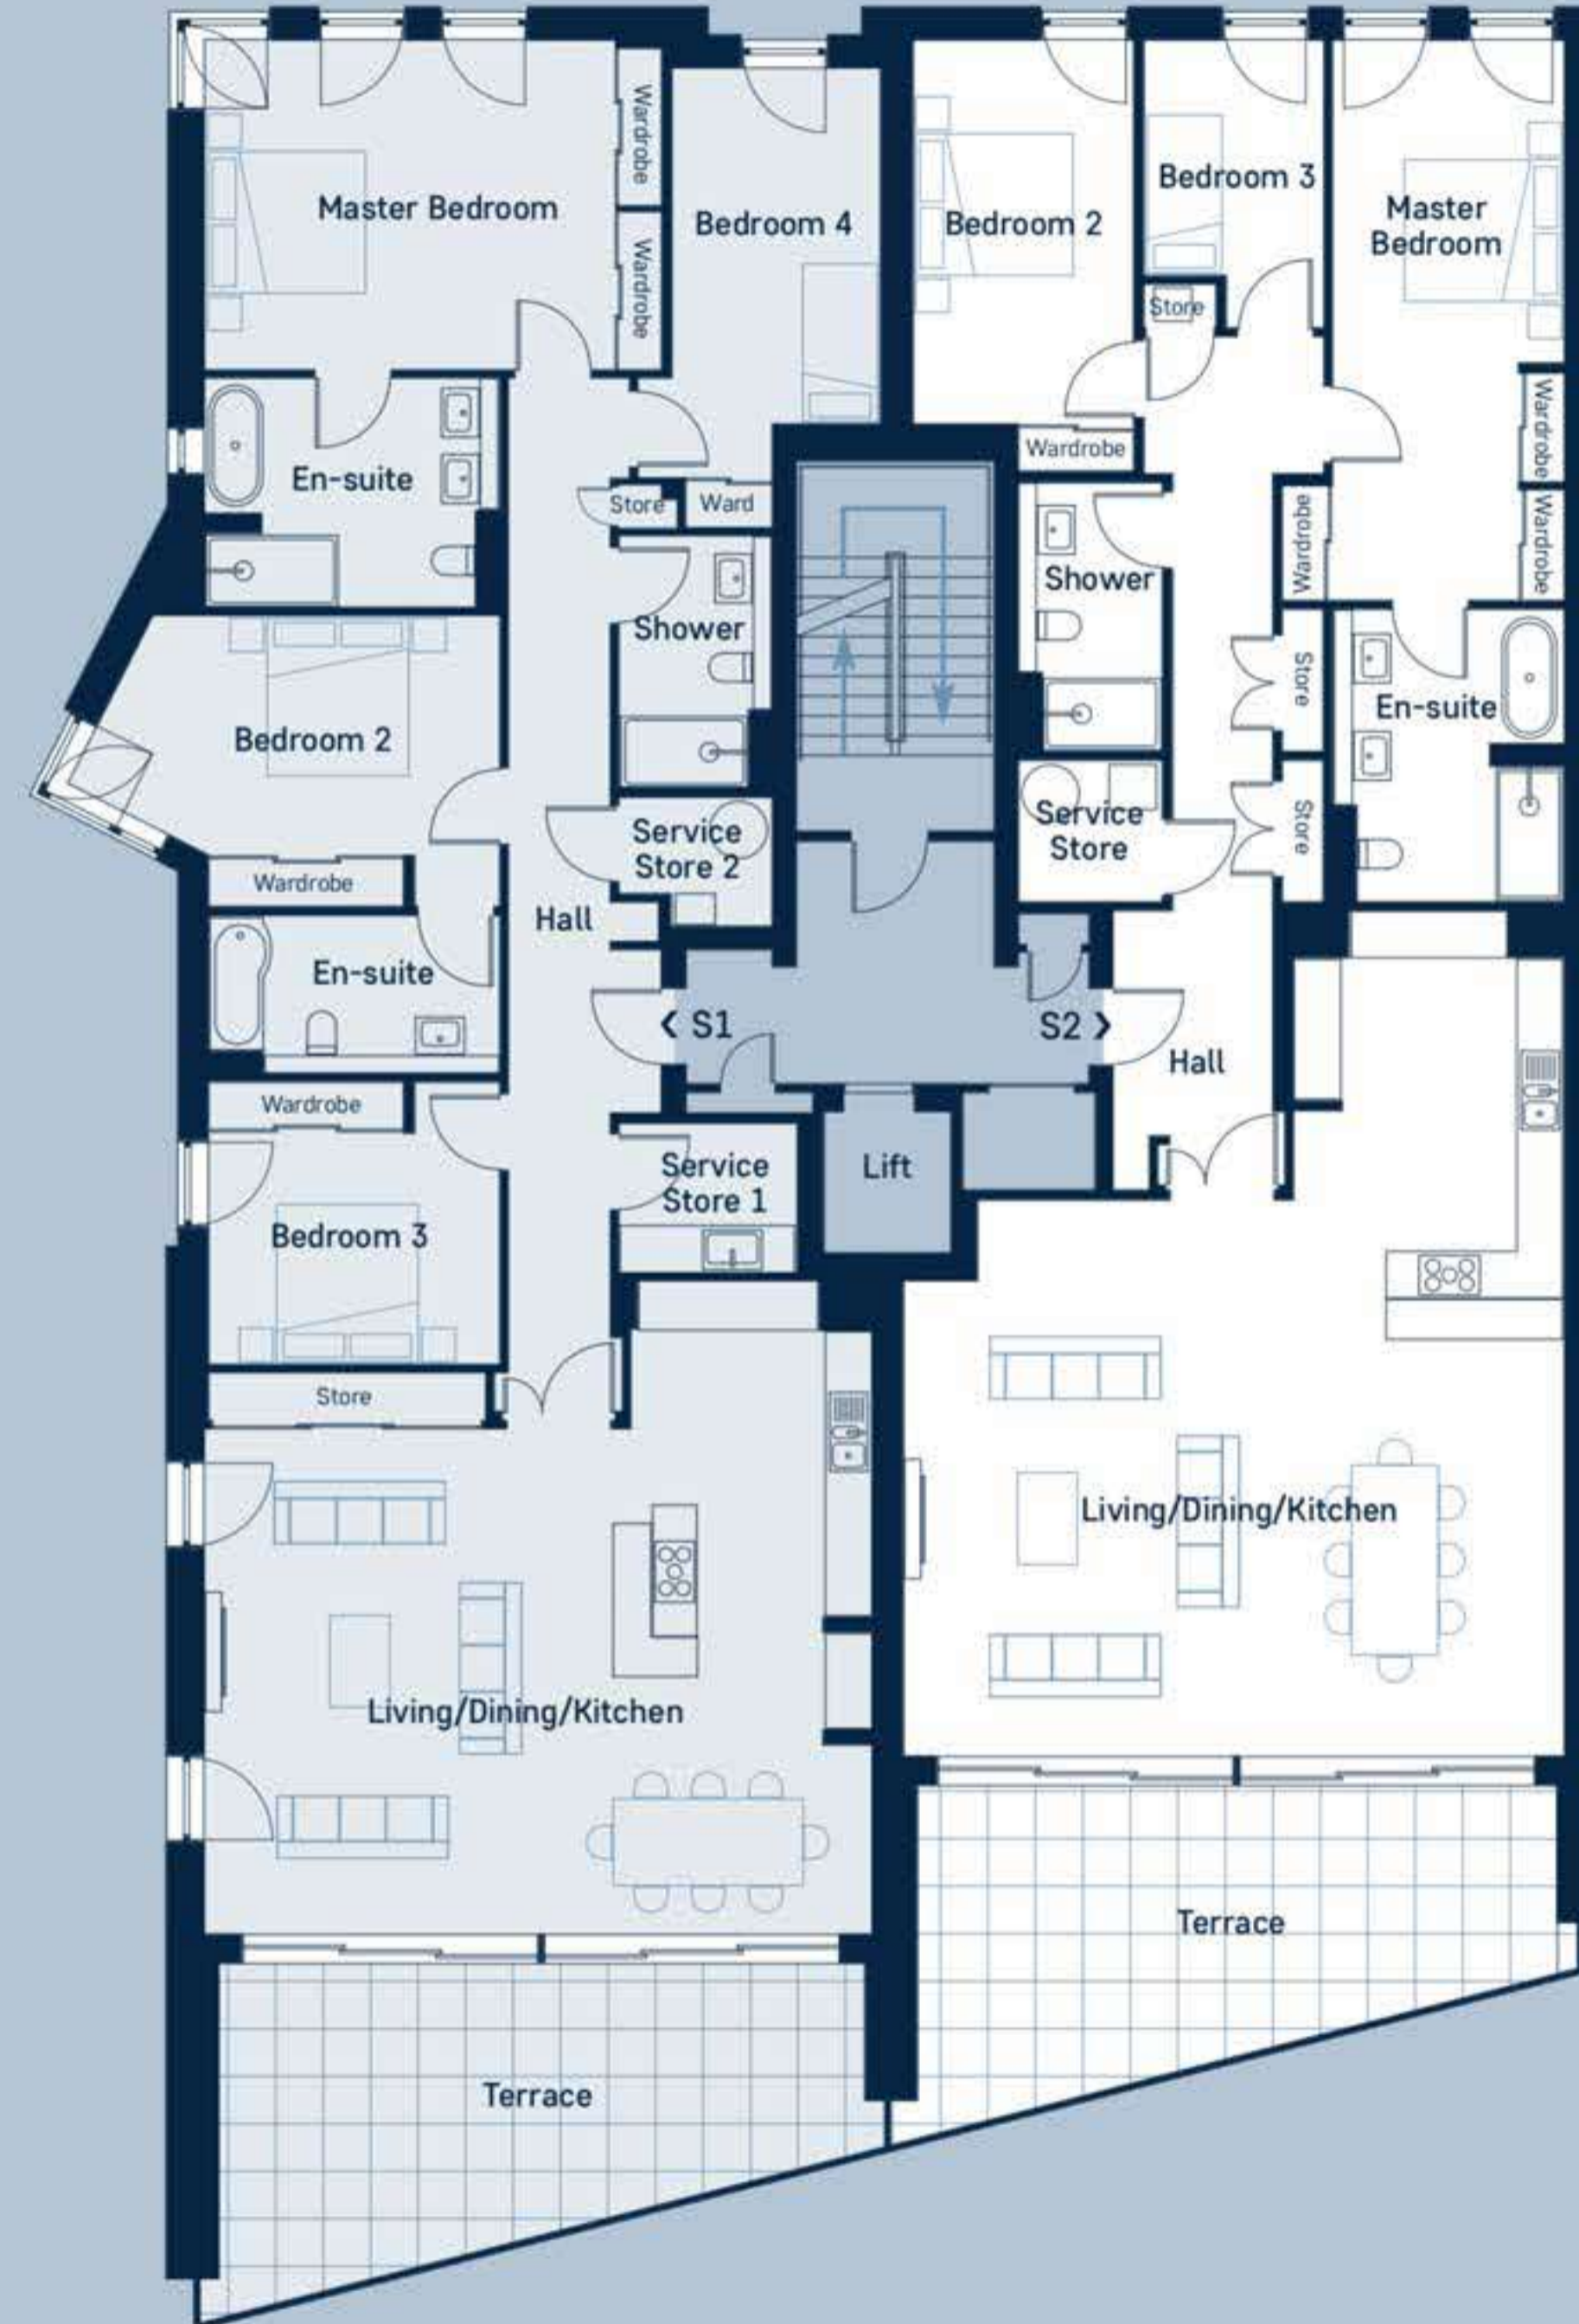 Master Bedroom
Wardrobe
Wardrobe
Bedroom 4
En-suite
Store
Ward
Shower
Bedroom 2
Wardrobe
Service
Store 2
Hall
En-suite
< S1
Wardrobe
Bedroom 3
Service
Store 1
Store
Living/Dining/Kitchen
Terrace
Lift
Bedroom 2
Bedroom 3
Master
Bedroom
Store
Wardrobe
Wardrobe
Wardrobe
Wardrobe
Shower
Store
En-suite
Service
Store
Store
S2 >
Hall
Living/Dining/Kitchen
Terrace